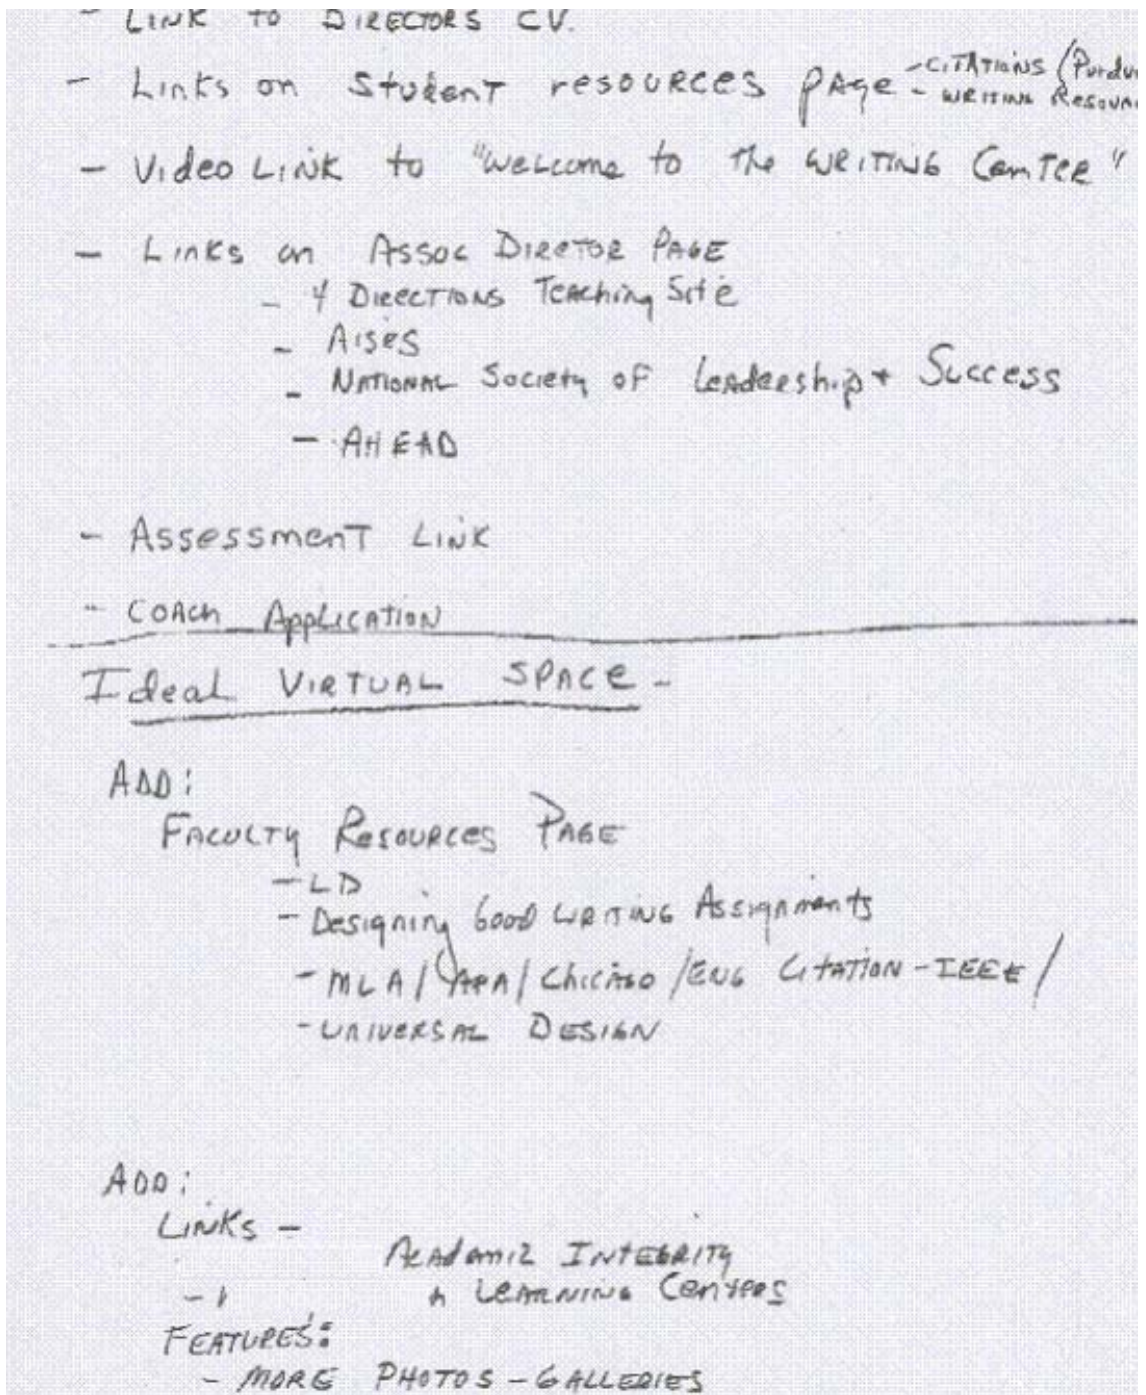 - LINK TO DIRECTORS CV.
- Links on Student resources page - CITATIONS (Purdu
- WRITING Resour
- Video LINK to "Welcome to The WRITING CenTER"
- Links on Assoc DIRECTOR PAGE
- 4 DIRECTIONS Teaching Site
- AISES
- NATIONAL Society OF Leadership + Success
- AHEAD
- AssessmenT LINK
- COACH Application
Ideal VIRTUAL SPACE -
ADD:
FACULTY Resources PAGE
- LD
- Designing Good WRITING Assignments
- MLA / APA / Chicago / ENG CITATION - IEEE /
- UNIVERSAL DESIGN
ADD:
LINKS -
Academic INTEGRITY
LEARNING Centers
FEATURES:
- MORE PHOTOS - GALLERIES